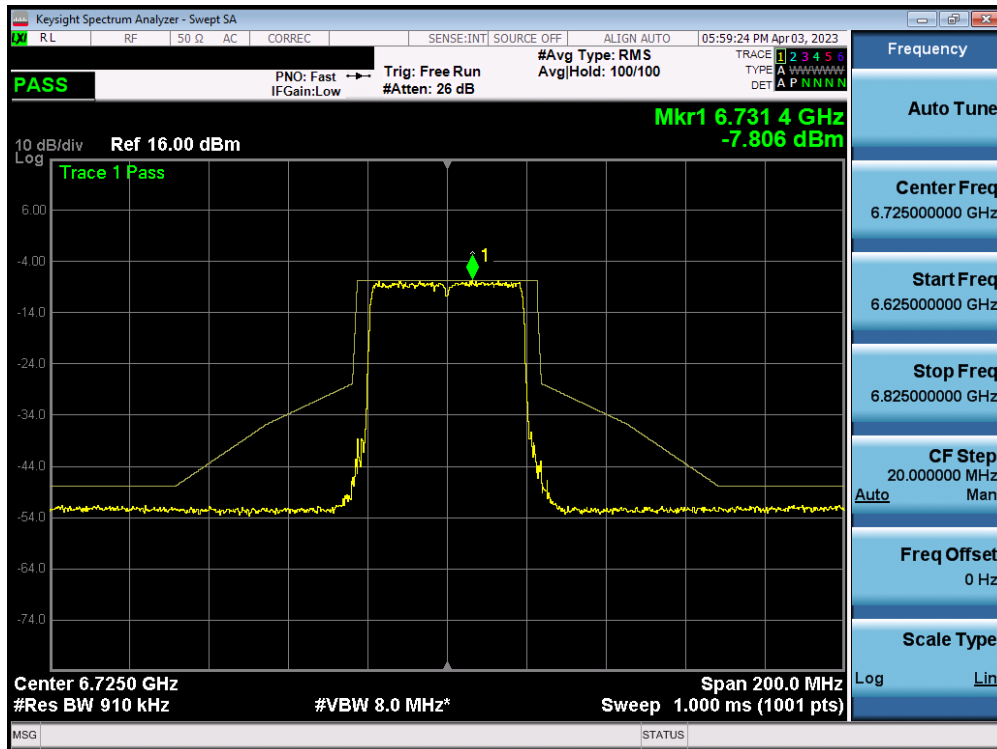 Keysight Spectrum Analyzer - Swept SA
LXI RL RF 50 Ω AC CORREC SENSE:INT SOURCE OFF ALIGN AUTO 05:59:24 PM Apr 03, 2023
PASS
PNO: Fast
IFGain:Low
Trig: Free Run
#Atten: 26 dB
#Avg Type: RMS
Avg|Hold: 100/100
TRACE 1 2 3 4 5 6
TYPE A WWWWW
DET A P N N N N
Mkr1 6.731 4 GHz
-7.806 dBm
10 dB/div Ref 16.00 dBm
Log
Trace 1 Pass
1
6.00
-4.00
-14.0
-24.0
-34.0
-44.0
-54.0
-64.0
-74.0
Center 6.7250 GHz Span 200.0 MHz
#Res BW 910 kHz #VBW 8.0 MHz* Sweep 1.000 ms (1001 pts)
MSG STATUS
Frequency
Auto Tune
Center Freq
6.725000000 GHz
Start Freq
6.625000000 GHz
Stop Freq
6.825000000 GHz
CF Step
20.000000 MHz
Auto Man
Freq Offset
0 Hz
Scale Type
Log Lin